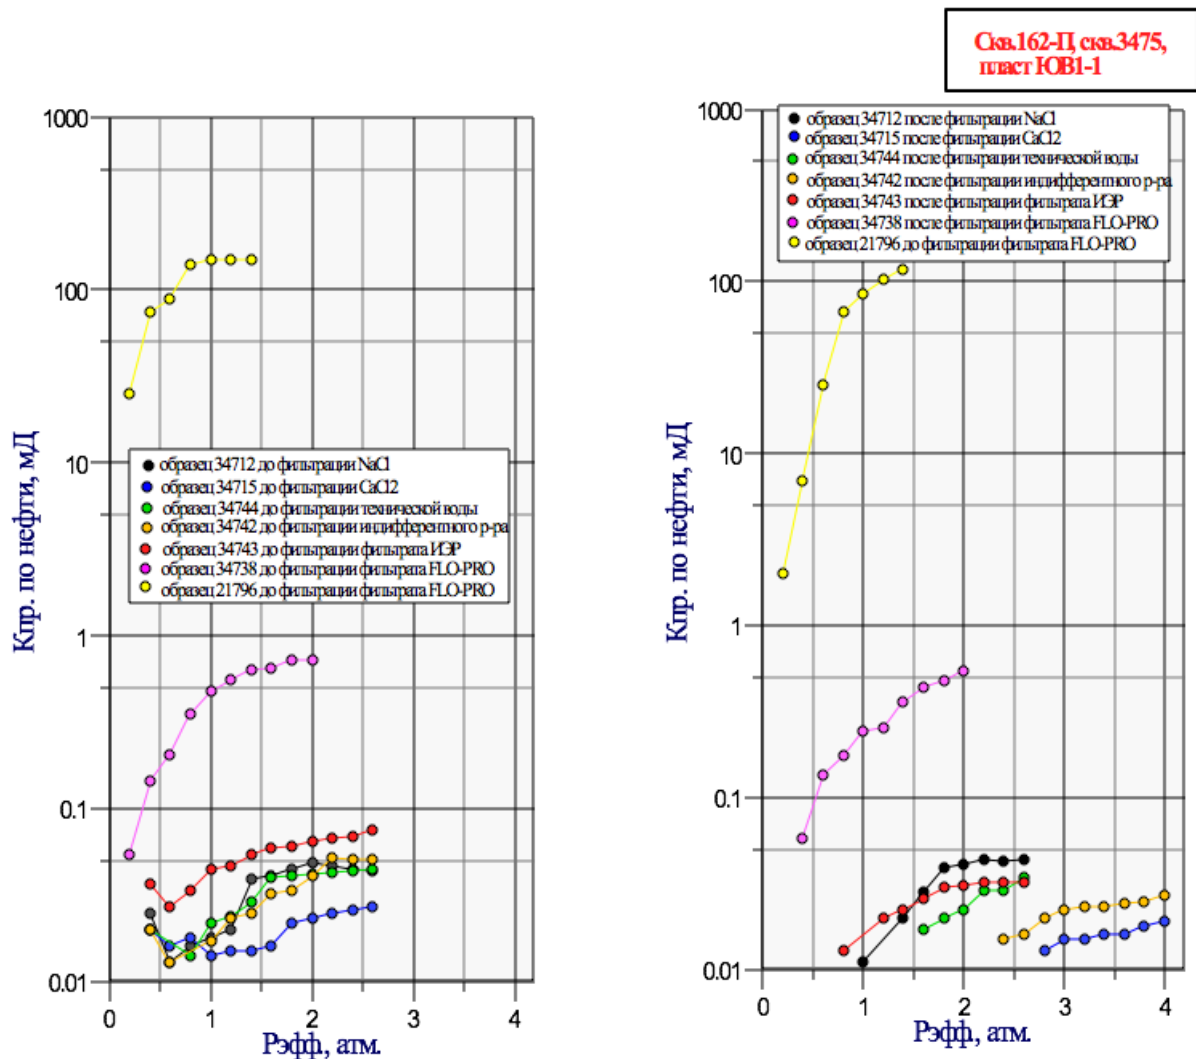 Скв.162-П, скв.3475,
пласт ЮВ1-1
1000
100
10
1
0.1
0.01
Кпр. по нефти, мД
образец 34712 до фильтрации NaCl
образец 34715 до фильтрации CaCl2
образец 34744 до фильтрации технической воды
образец 34742 до фильтрации индифферентного р-ра
образец 34743 до фильтрации фильтрата ИЭР
образец 34738 до фильтрации фильтрата FLO-PRO
образец 21796 до фильтрации фильтрата FLO-PRO
0 1 2 3 4
Рэфф., атм.
1000
100
10
1
0.1
0.01
Кпр. по нефти, мД
образец 34712 после фильтрации NaCl
образец 34715 после фильтрации CaCl2
образец 34744 после фильтрации технической воды
образец 34742 после фильтрации индифферентного р-ра
образец 34743 после фильтрации фильтрата ИЭР
образец 34738 после фильтрации фильтрата FLO-PRO
образец 21796 до фильтрации фильтрата FLO-PRO
0 1 2 3 4
Рэфф., атм.